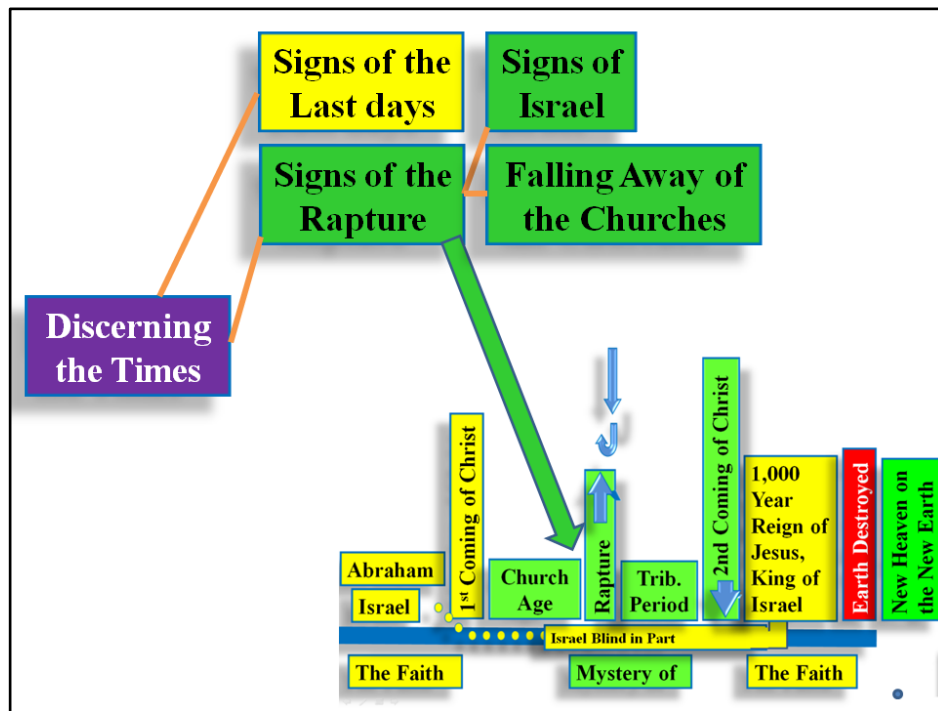 Signs of the
Last days
Signs of
Israel
Signs of the
Rapture
Falling Away of
the Churches
Discerning
the Times
Abraham
Israel
1st Coming of Christ
Church
Age
Rapture
Trib.
Period
2nd Coming of Christ
1,000
Year
Reign of
Jesus,
King of
Israel
Earth Destroyed
New Heaven on
the New Earth
Israel Blind in Part
The Faith
Mystery of
The Faith